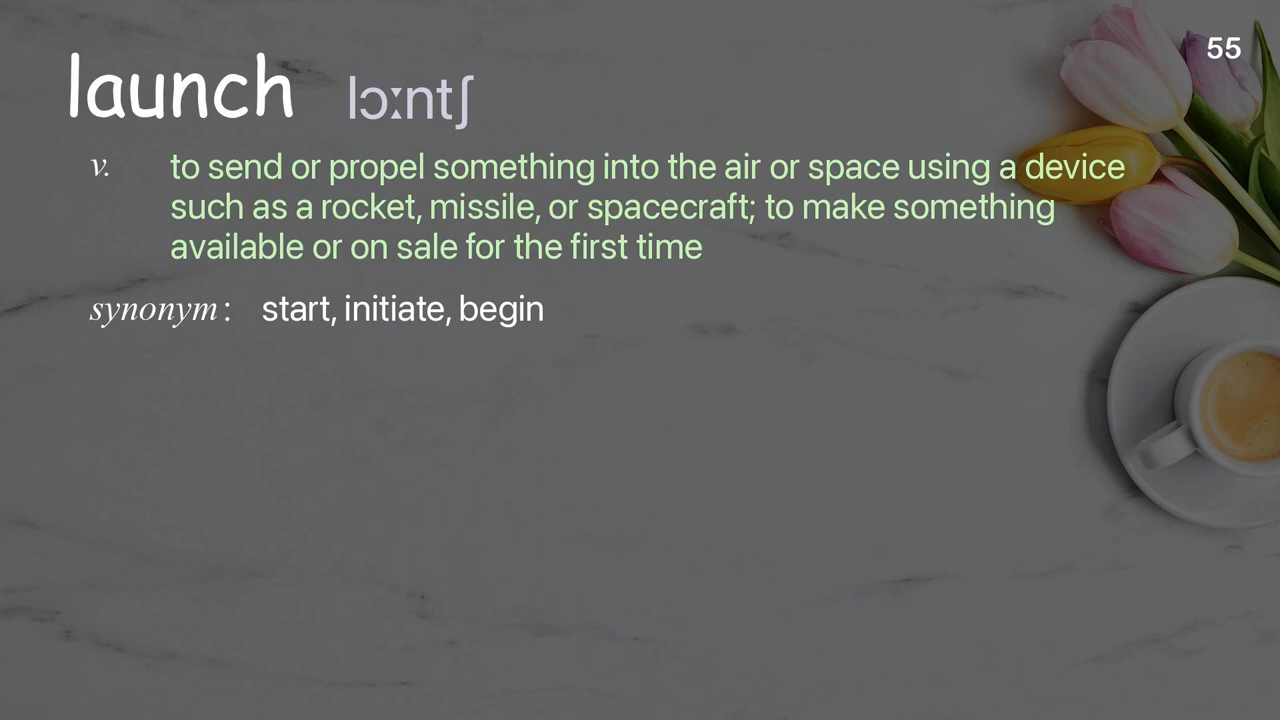 55
launch lɔːntʃ
v. to send or propel something into the air or space using a device
such as a rocket, missile, or spacecraft; to make something
available or on sale for the first time
synonym: start, initiate, begin